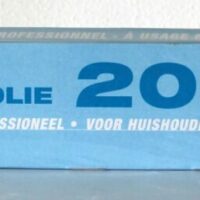 PROFESSIONNEL - À USAGE
OLIE 20
SSIONEEL • VOOR HUISHOUD